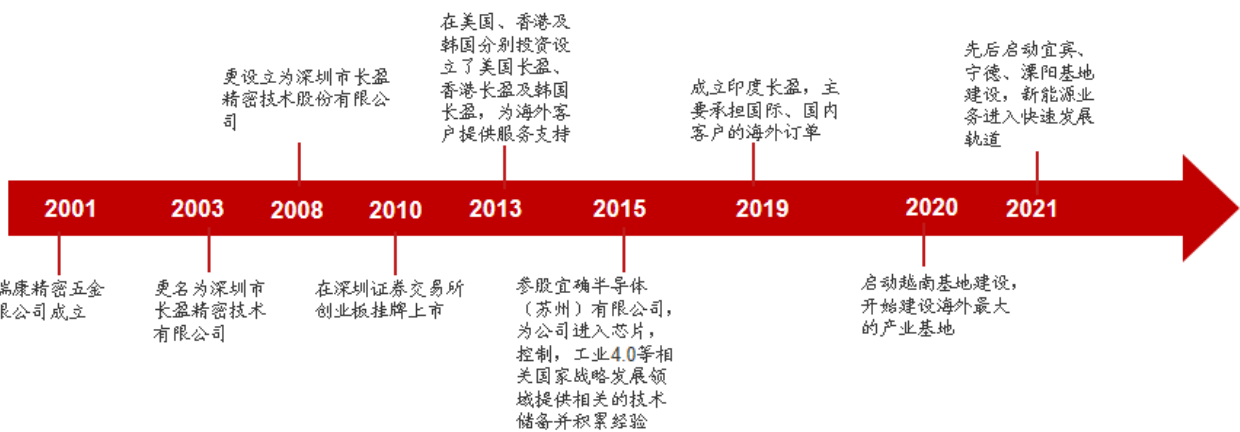 在美国、香港及
韩国分别投资设
立了美国长盈、
香港长盈及韩国
长盈，为海外客
户提供服务支持
更设立为深圳市长盈
精密技术股份有限公
司
成立印度长盈，主
要承担国际、国内
客户的海外订单
先后启动宜宾、
宁德、溧阳基地
建设，新能源业
务进入快速发展
轨道
2001 2003 2008 2010 2013 2015 2019 2020 2021
康精密五金
限公司成立
更名为深圳市
长盈精密技术
有限公司
在深圳证券交易所
创业板挂牌上市
参股宜确半导体
（苏州）有限公司，
为公司进入芯片，
控制，工业4.0等相
关国家战略发展领
域提供相关的技术
储备并积累经验
启动越南基地建设，
开始建设海外最大
的产业基地